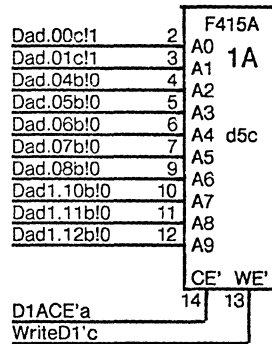 F415A
Dad.00c!1 2 A0 1A
Dad.01c!1 3 A1
Dad.04b!0 4 A2
Dad.05b!0 5 A3
Dad.06b!0 6 A4 d5c
Dad.07b!0 7 A5
Dad.08b!0 9 A6
Dad1.10b!0 10 A7
Dad1.11b!0 11 A8
Dad1.12b!0 12 A9
CE' WE'
14 13
D1ACE'a
WriteD1'c